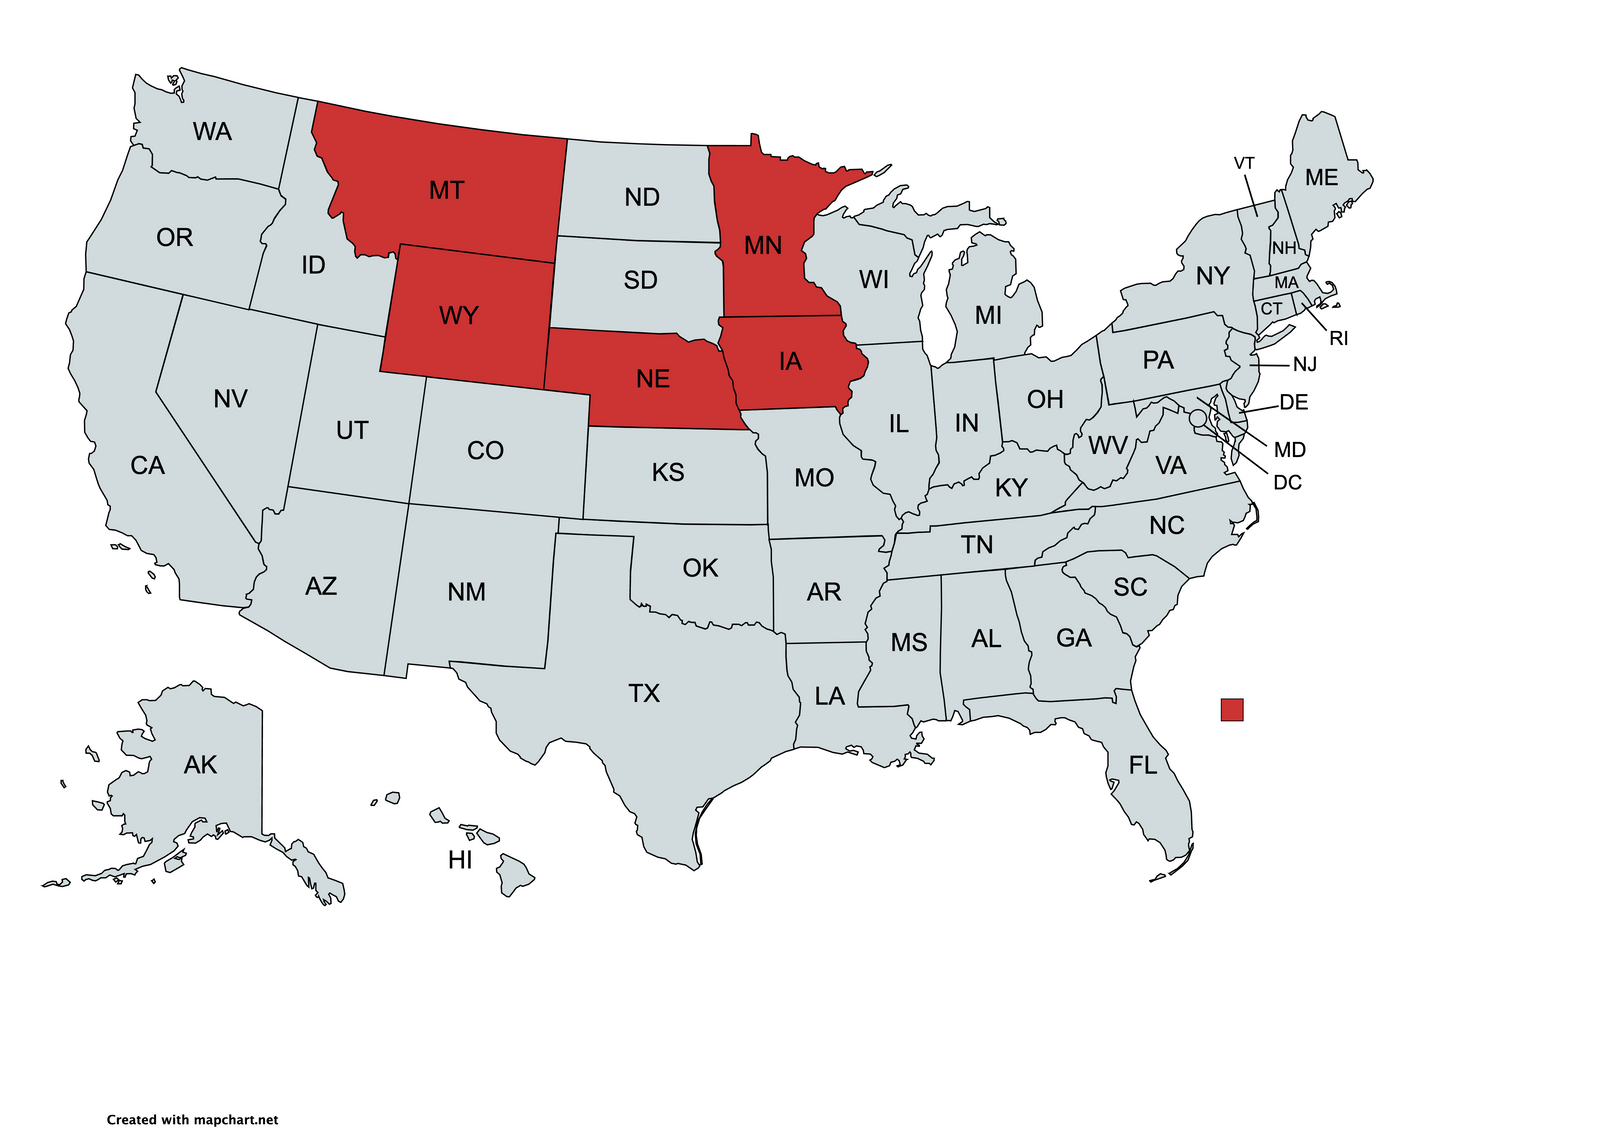 WA
MT
ND
MN
VT
ME
OR
ID
SD
WI
NH
NY
MA
WY
MI
CT
RI
IA
PA
NJ
NE
NV
OH
DE
UT
CO
IL
IN
WV
MD
CA
KS
MO
KY
VA
DC
NC
TN
OK
AZ
NM
AR
SC
MS
AL
GA
TX
LA
AK
FL
HI
Created with mapchart.net